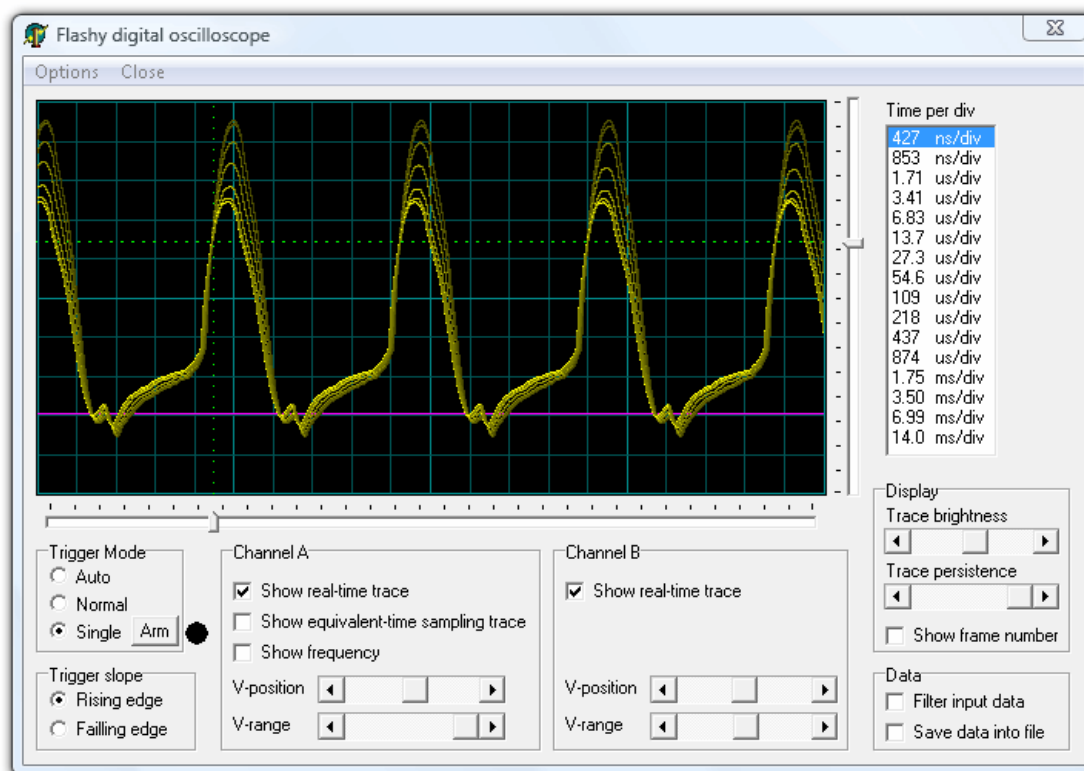 Flashy digital oscilloscope
Options Close
Time per div
427 ns/div
853 ns/div
1.71 us/div
3.41 us/div
6.83 us/div
13.7 us/div
27.3 us/div
54.6 us/div
109 us/div
218 us/div
437 us/div
874 us/div
1.75 ms/div
3.50 ms/div
6.99 ms/div
14.0 ms/div
Display
Trace brightness
Trace persistence
Show frame number
Trigger Mode
Auto
Normal
Single Arm
Trigger slope
Rising edge
Failling edge
Channel A
Show real-time trace
Show equivalent-time sampling trace
Show frequency
V-position
V-range
Channel B
Show real-time trace
V-position
V-range
Data
Filter input data
Save data into file